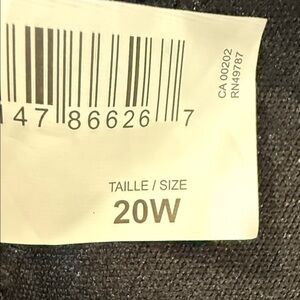 47 86626 7
CA 00202
RN49787
TAILLE / SIZE
20W